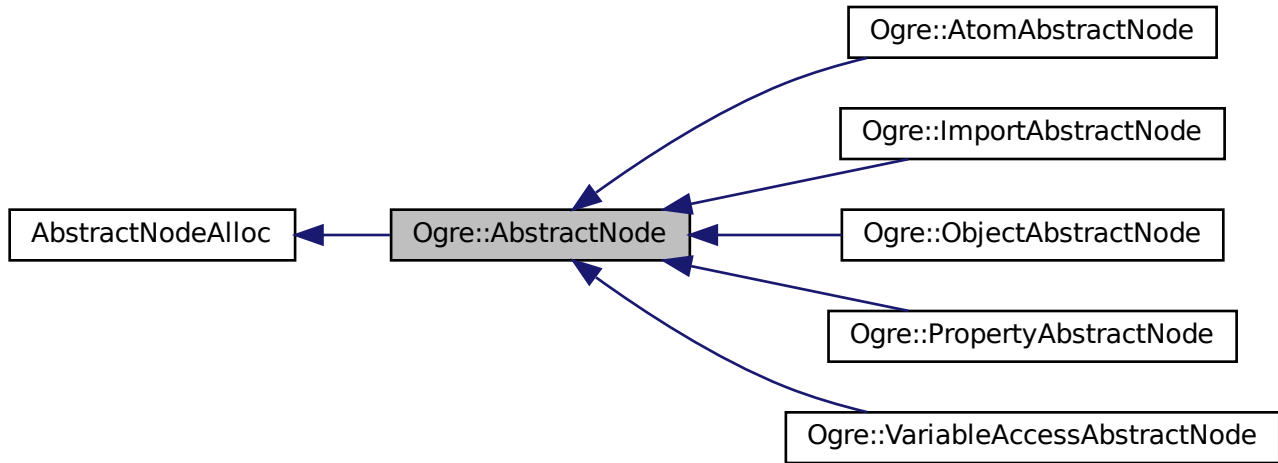 Ogre::AtomAbstractNode
Ogre::ImportAbstractNode
AbstractNodeAlloc
Ogre::AbstractNode
Ogre::ObjectAbstractNode
Ogre::PropertyAbstractNode
Ogre::VariableAccessAbstractNode